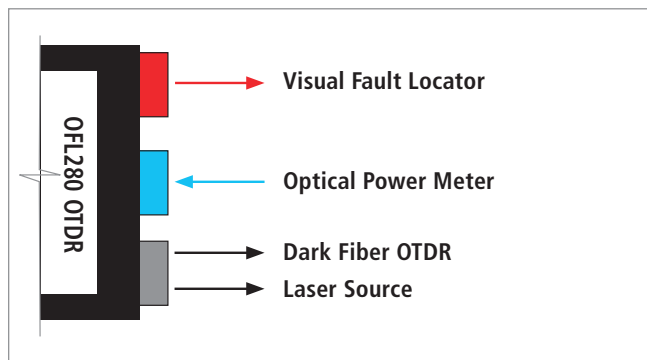 OFL280 OTDR
Visual Fault Locator
Optical Power Meter
Dark Fiber OTDR
Laser Source